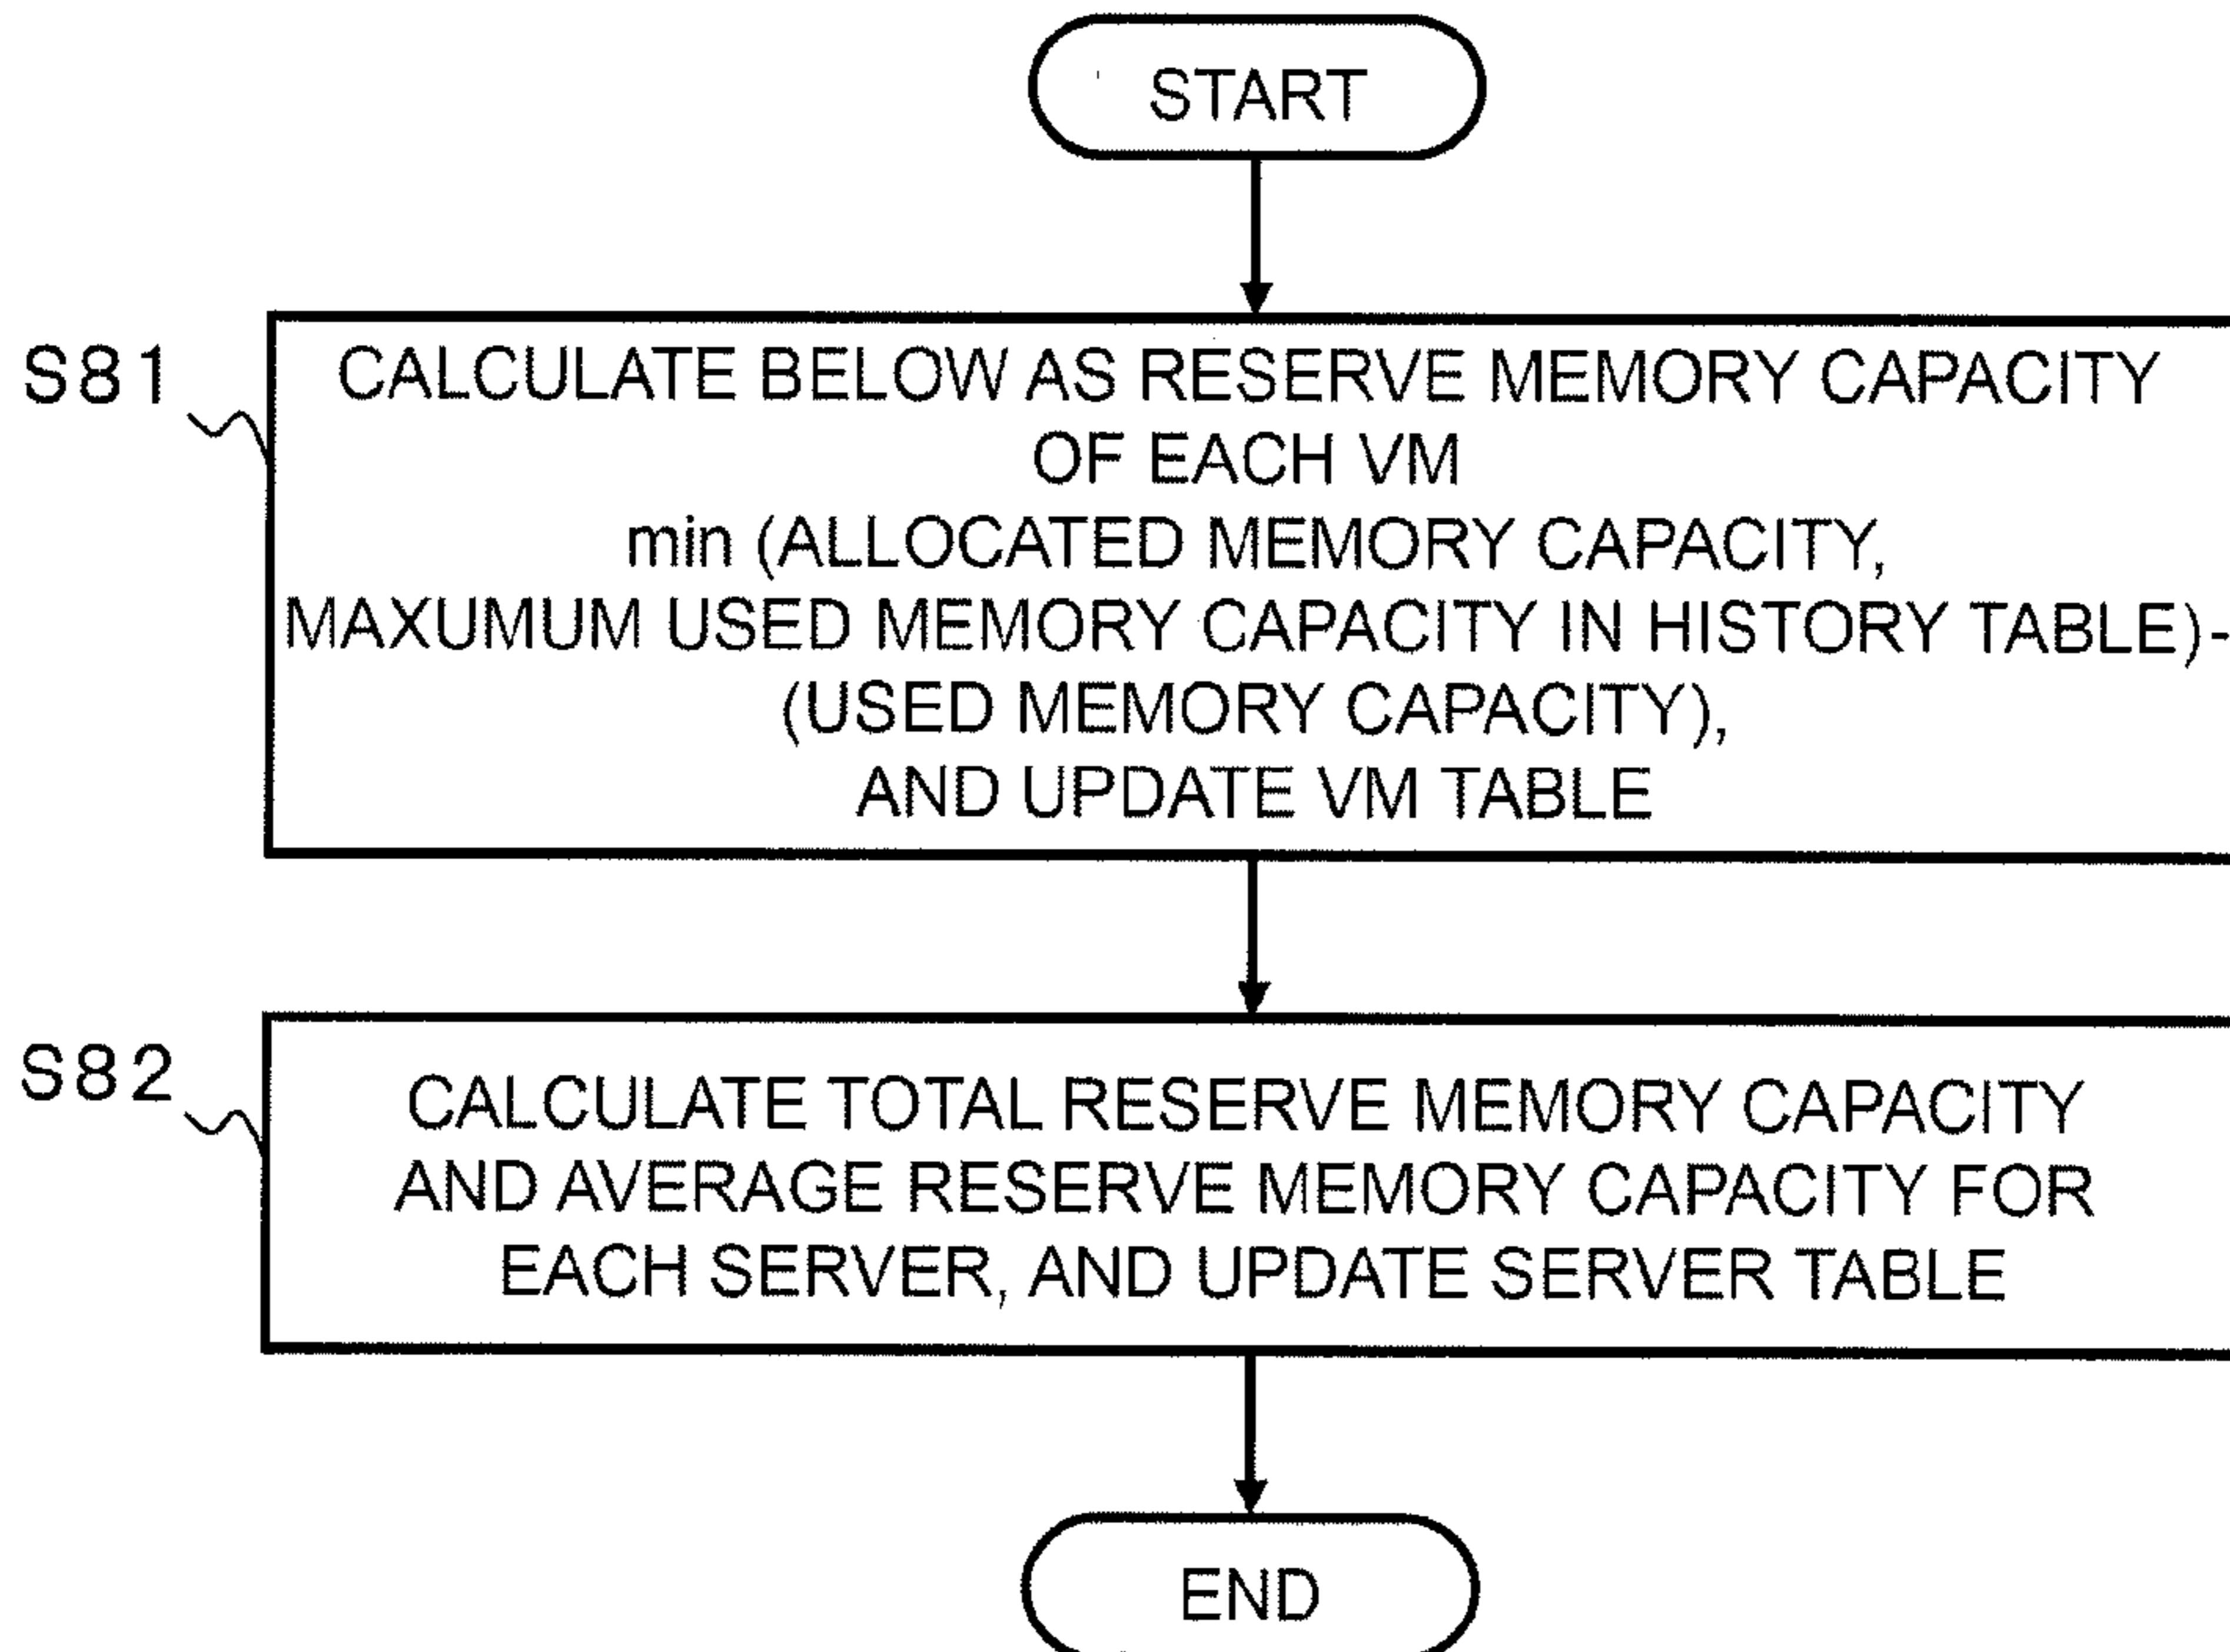 START
S81
CALCULATE BELOW AS RESERVE MEMORY CAPACITY
OF EACH VM
min (ALLOCATED MEMORY CAPACITY,
MAXUMUM USED MEMORY CAPACITY IN HISTORY TABLE)-
(USED MEMORY CAPACITY),
AND UPDATE VM TABLE
S82
CALCULATE TOTAL RESERVE MEMORY CAPACITY
AND AVERAGE RESERVE MEMORY CAPACITY FOR
EACH SERVER, AND UPDATE SERVER TABLE
END